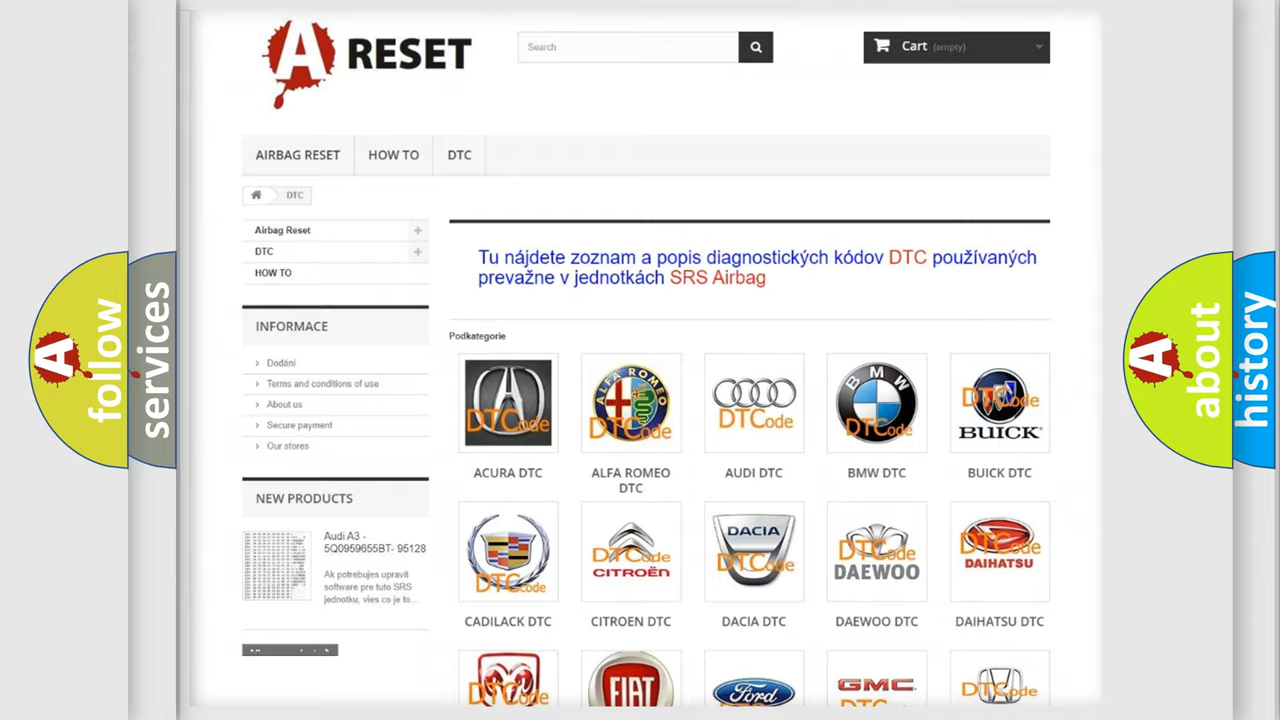 A RESET
Search
Cart (empty)
AIRBAG RESET
HOW TO
DTC
DTC
Airbag Reset
DTC
HOW TO
INFORMACE
Dodání
Terms and conditions of use
About us
Secure payment
Our stores
NEW PRODUCTS
Audi A3 -
5Q0959655BT- 95128
Ak potrebujes upravit
software pre tuto SRS
jednotku, vies co je to...
Tu nájdete zoznam a popis diagnostických kódov DTC používaných
prevažne v jednotkách SRS Airbag
Podkategorie
DTCode
ALFA ROMEO
DTCode
DTCode
BMW
DTCode
DTCode
BUICK
ACURA DTC
ALFA ROMEO
DTC
AUDI DTC
BMW DTC
BUICK DTC
DTCode
DTCode
CITROËN
DACIA
DTCode
DTCode
DAEWOO
DTCode
DAIHATSU
CADILACK DTC
CITROEN DTC
DACIA DTC
DAEWOO DTC
DAIHATSU DTC
DTCode
FIAT
Ford
GMC
DTCode
A
follow
services
A
about
history